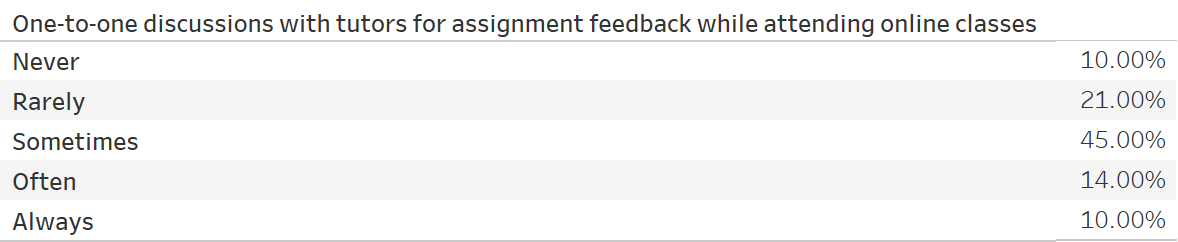 One-to-one discussions with tutors for assignment feedback while attending online classes
Never 10.00%
Rarely 21.00%
Sometimes 45.00%
Often 14.00%
Always 10.00%